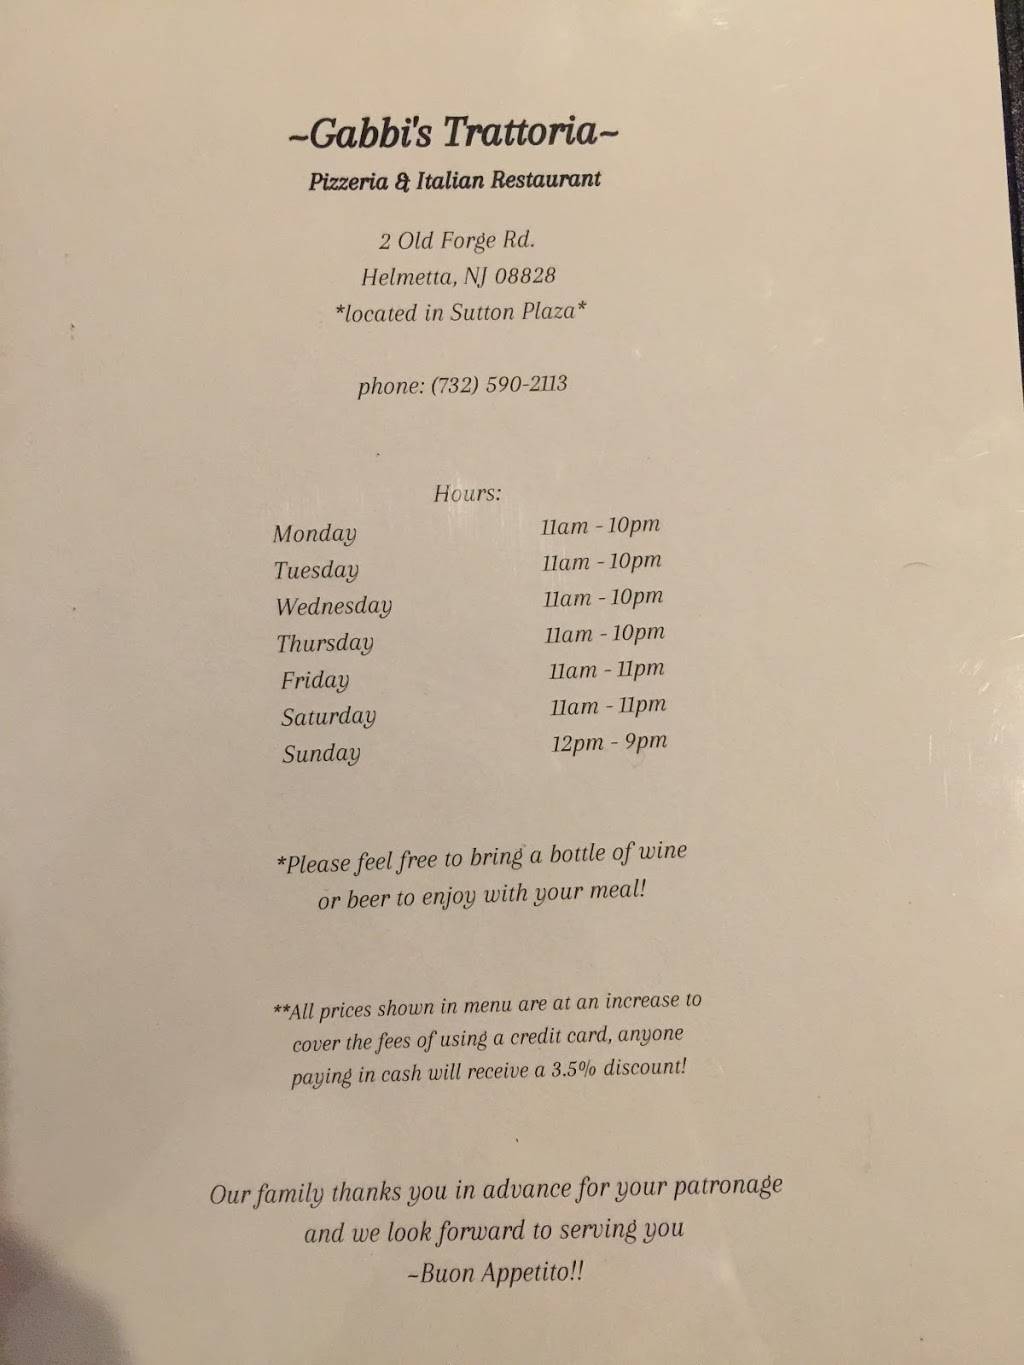 ~Gabbi's Trattoria~
Pizzeria & Italian Restaurant
2 Old Forge Rd.
Helmetta, NJ 08828
*located in Sutton Plaza*
phone: (732) 590-2113
Hours:
Monday 11am - 10pm
Tuesday 11am - 10pm
Wednesday 11am - 10pm
Thursday 11am - 10pm
Friday 11am - 11pm
Saturday 11am - 11pm
Sunday 12pm - 9pm
*Please feel free to bring a bottle of wine
or beer to enjoy with your meal!
**All prices shown in menu are at an increase to
cover the fees of using a credit card, anyone
paying in cash will receive a 3.5% discount!
Our family thanks you in advance for your patronage
and we look forward to serving you
~Buon Appetito!!